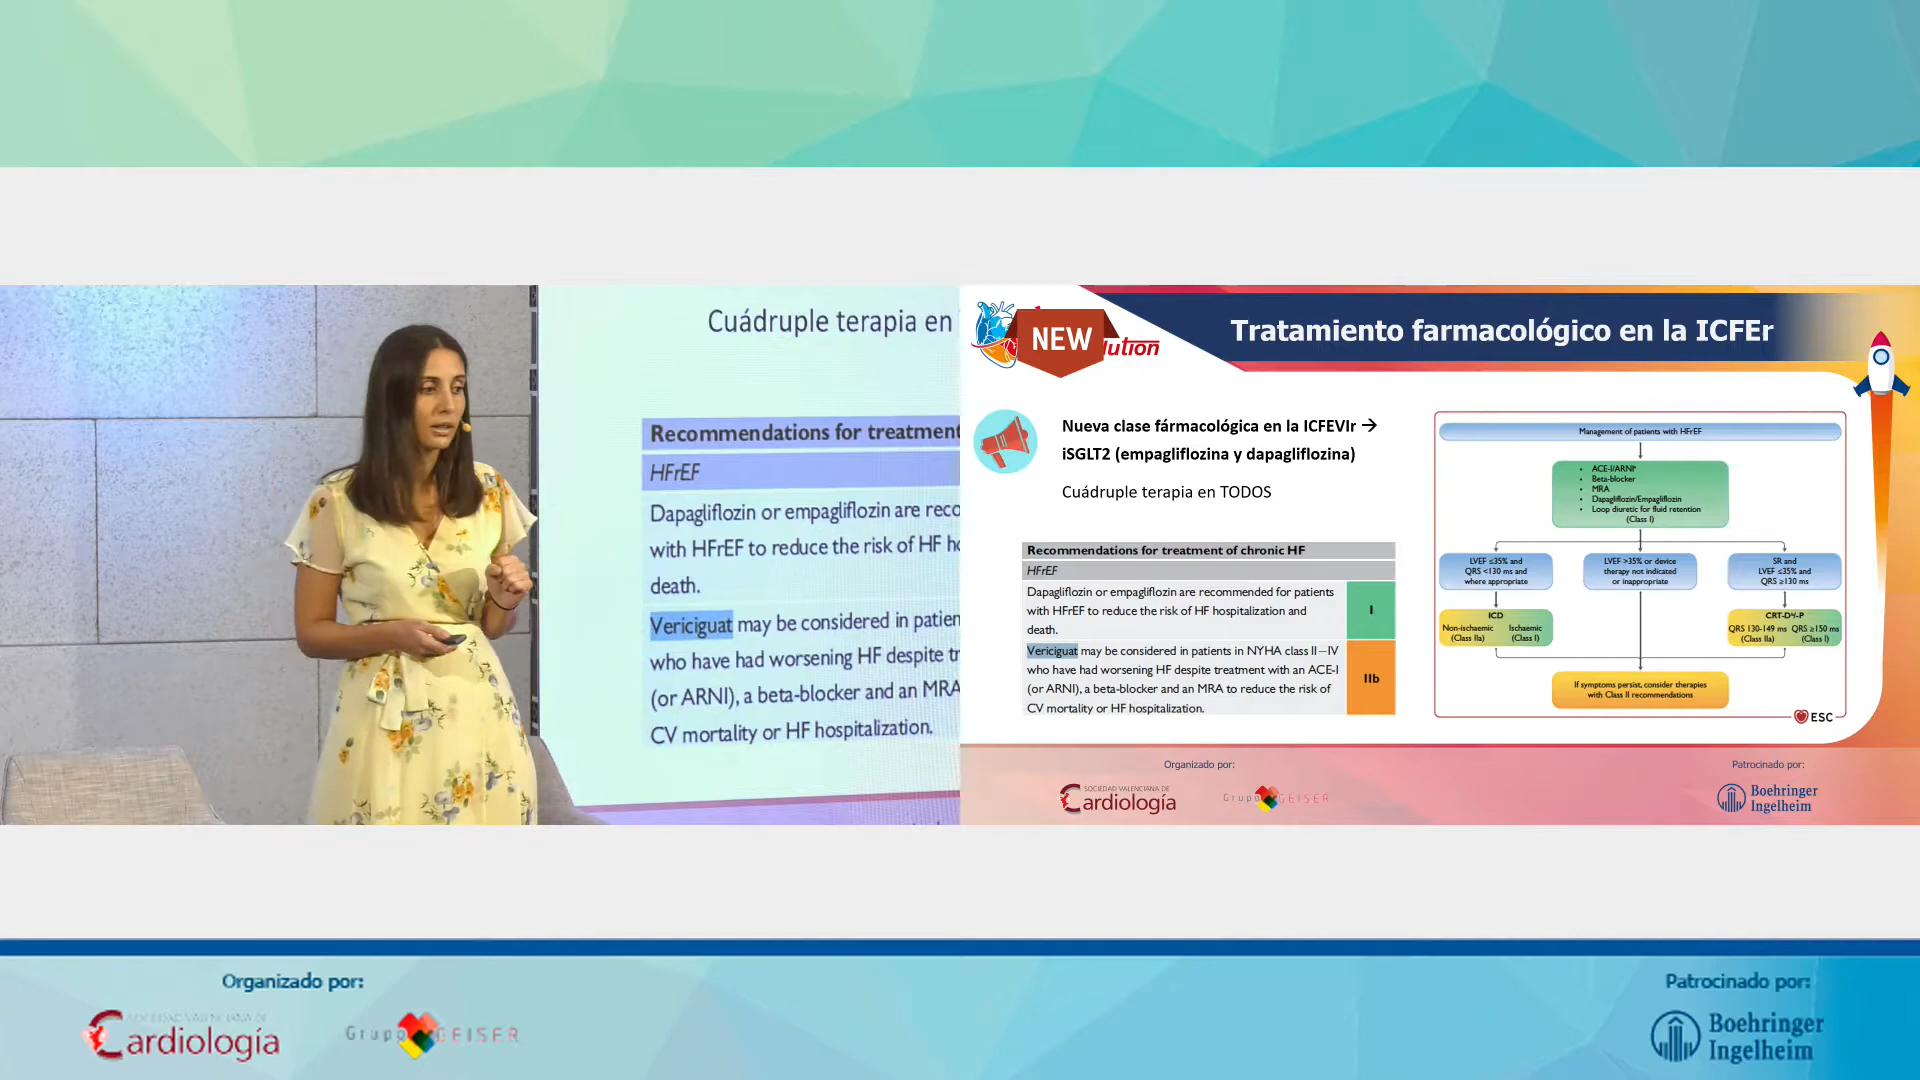 Cuádruple terapia en
Recommendations for treatment
HFrEF
Dapagliflozin or empagliflozin are reco
with HFrEF to reduce the risk of HF ho
death.
Vericiguat may be considered in patien
who have had worsening HF despite tr
(or ARNI), a beta-blocker and an MRA
CV mortality or HF hospitalization.
NEW
lution
Tratamiento farmacológico en la ICFEr
Nueva clase fármacológica en la ICFEVIr →
iSGLT2 (empagliflozina y dapagliflozina)
Cuádruple terapia en TODOS
Recommendations for treatment of chronic HF
HFrEF
Dapagliflozin or empagliflozin are recommended for patients
with HFrEF to reduce the risk of HF hospitalization and
death.
I
Vericiguat may be considered in patients in NYHA class II–IV
who have had worsening HF despite treatment with an ACE-I
(or ARNI), a beta-blocker and an MRA to reduce the risk of
CV mortality or HF hospitalization.
IIb
Management of patients with HFrEF
• ACE-I/ARNI
• Beta-blocker
• MRA
• Dapagliflozin/Empagliflozin
• Loop diuretic for fluid retention
(Class I)
LVEF ≤35% and
QRS <130 ms and
where appropriate
LVEF >35% or device
therapy not indicated
or inappropriate
SR and
LVEF ≤35% and
QRS ≥130 ms
ICD
Non-ischaemic Ischaemic
(Class IIa) (Class I)
CRT-D/-P
QRS 130-149 ms QRS ≥150 ms
(Class IIa) (Class I)
If symptoms persist, consider therapies
with Class II recommendations
ESC
Organizado por:
Patrocinado por:
SOCIEDAD VALENCIANA DE
Cardiología
Grupo GEISER
Boehringer
Ingelheim
Organizado por:
Patrocinado por:
SOCIEDAD VALENCIANA DE
Cardiología
Grupo GEISER
Boehringer
Ingelheim